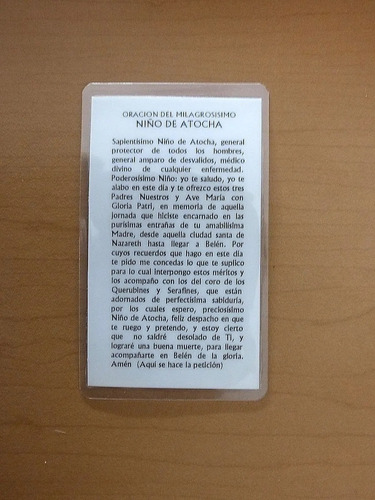 ORACION DEL MILAGROSISIMO
NIÑO DE ATOCHA
Sapientísimo Niño de Atocha, general
protector de todos los hombres,
general amparo de desvalidos, médico
divino de cualquier enfermedad.
Poderosísimo Niño: yo te saludo, yo te
alabo en este día y te ofrezco estos tres
Padres Nuestros y Ave María con
Gloria Patri, en memoria de aquella
jornada que hiciste encarnado en las
purísimas entrañas de tu amabilísima
Madre, desde aquella ciudad santa de
Nazareth hasta llegar a Belén. Por
cuyos recuerdos que hago en este día
te pido me concedas lo que te suplico
para lo cual interpongo estos méritos y
los acompaño con los del coro de los
Querubines y Serafines, que están
adornados de perfectísima sabiduría,
por los cuales espero, preciosísimo
Niño de Atocha, feliz despacho en que
te ruego y pretendo, y estoy cierto
que no saldré desolado de Ti, y
lograré una buena muerte, para llegar
acompañarte en Belén de la gloria.
Amén (Aquí se hace la petición)